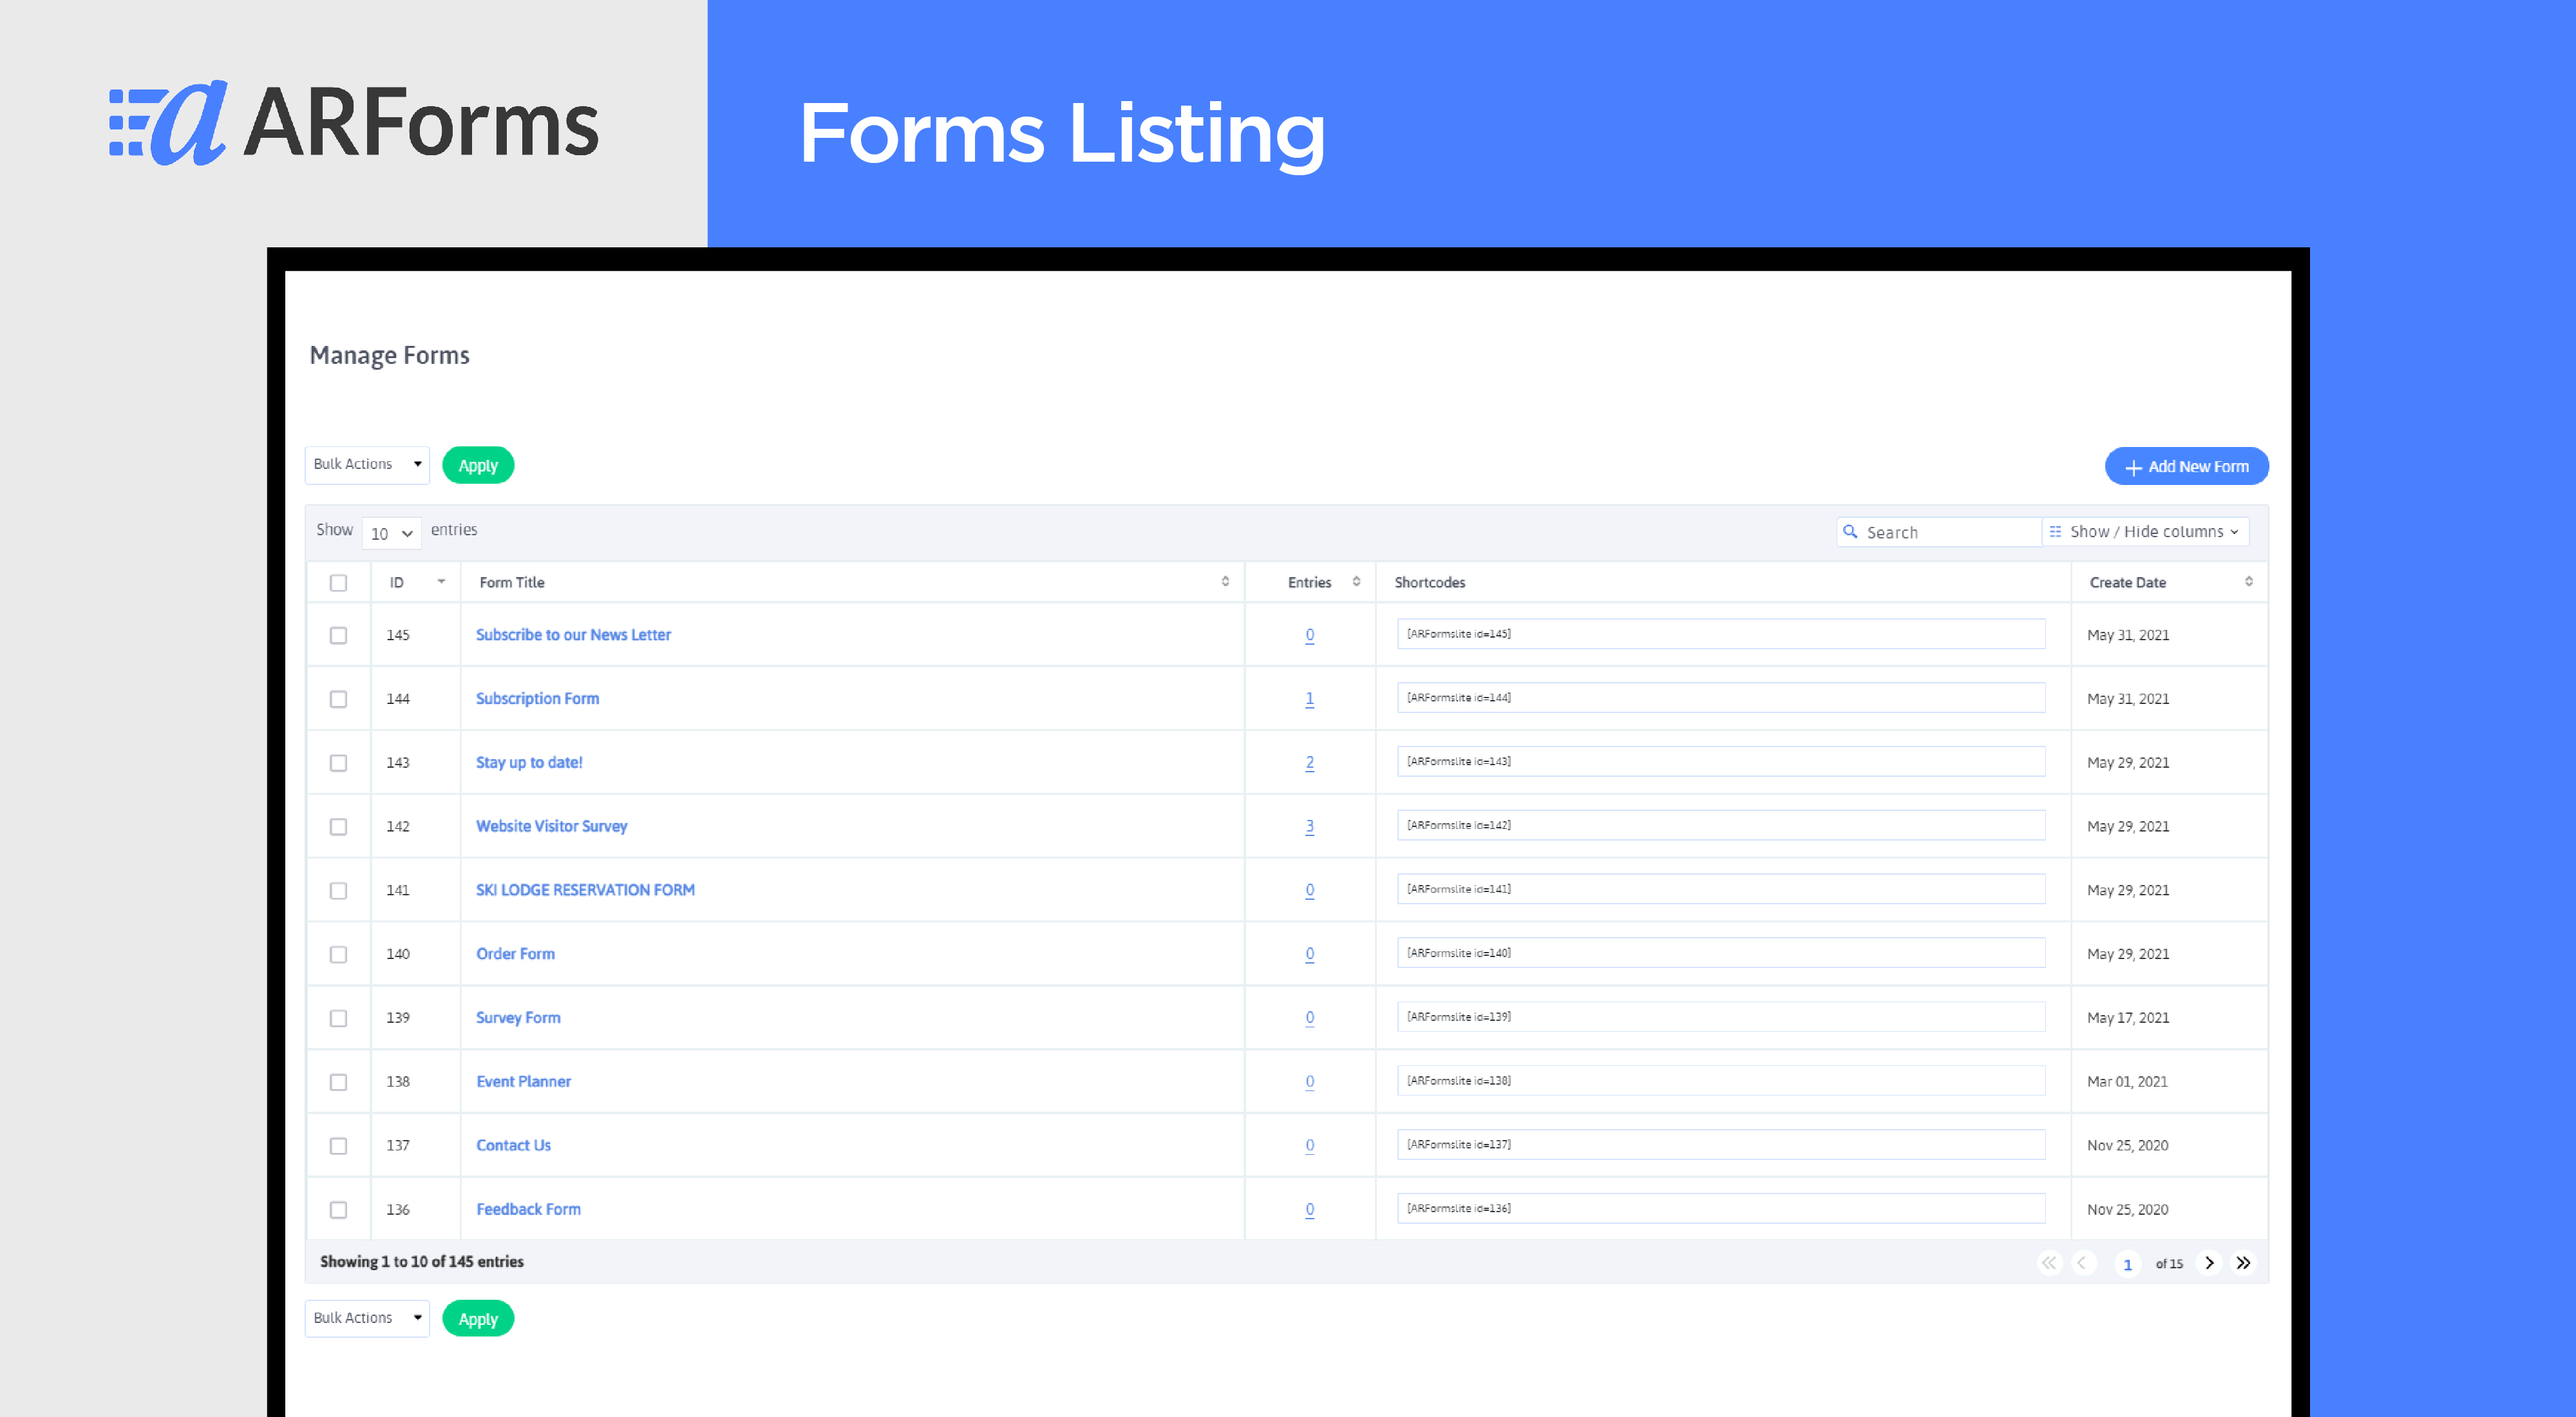 ARForms
Forms Listing
Manage Forms
Bulk Actions Apply + Add New Form
Show 10 entries Search Show / Hide columns
ID Form Title Entries Shortcodes Create Date
145 Subscribe to our News Letter 0 [ARFormslite id=145] May 31, 2021
144 Subscription Form 1 [ARFormslite id=144] May 31, 2021
143 Stay up to date! 2 [ARFormslite id=143] May 29, 2021
142 Website Visitor Survey 3 [ARFormslite id=142] May 29, 2021
141 SKI LODGE RESERVATION FORM 0 [ARFormslite id=141] May 29, 2021
140 Order Form 0 [ARFormslite id=140] May 29, 2021
139 Survey Form 0 [ARFormslite id=139] May 17, 2021
138 Event Planner 0 [ARFormslite id=138] Mar 01, 2021
137 Contact Us 0 [ARFormslite id=137] Nov 25, 2020
136 Feedback Form 0 [ARFormslite id=136] Nov 25, 2020
Showing 1 to 10 of 145 entries 1 of 15
Bulk Actions Apply